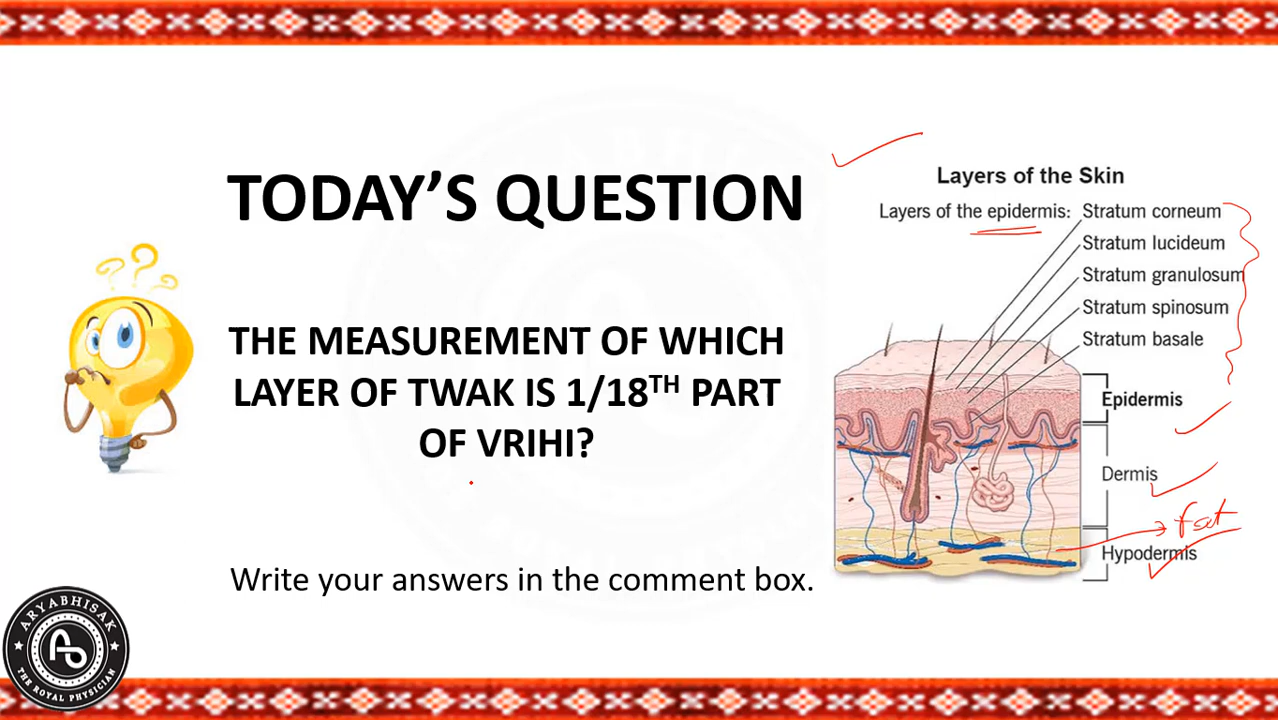 TODAY’S QUESTION
THE MEASUREMENT OF WHICH
LAYER OF TWAK IS 1/18TH PART
OF VRIHI?
Write your answers in the comment box.
Layers of the Skin
Layers of the epidermis: Stratum corneum
Stratum lucideum
Stratum granulosum
Stratum spinosum
Stratum basale
Epidermis
Dermis
fat
Hypodermis
ARYABHISAK
THE ROYAL PHYSICIAN